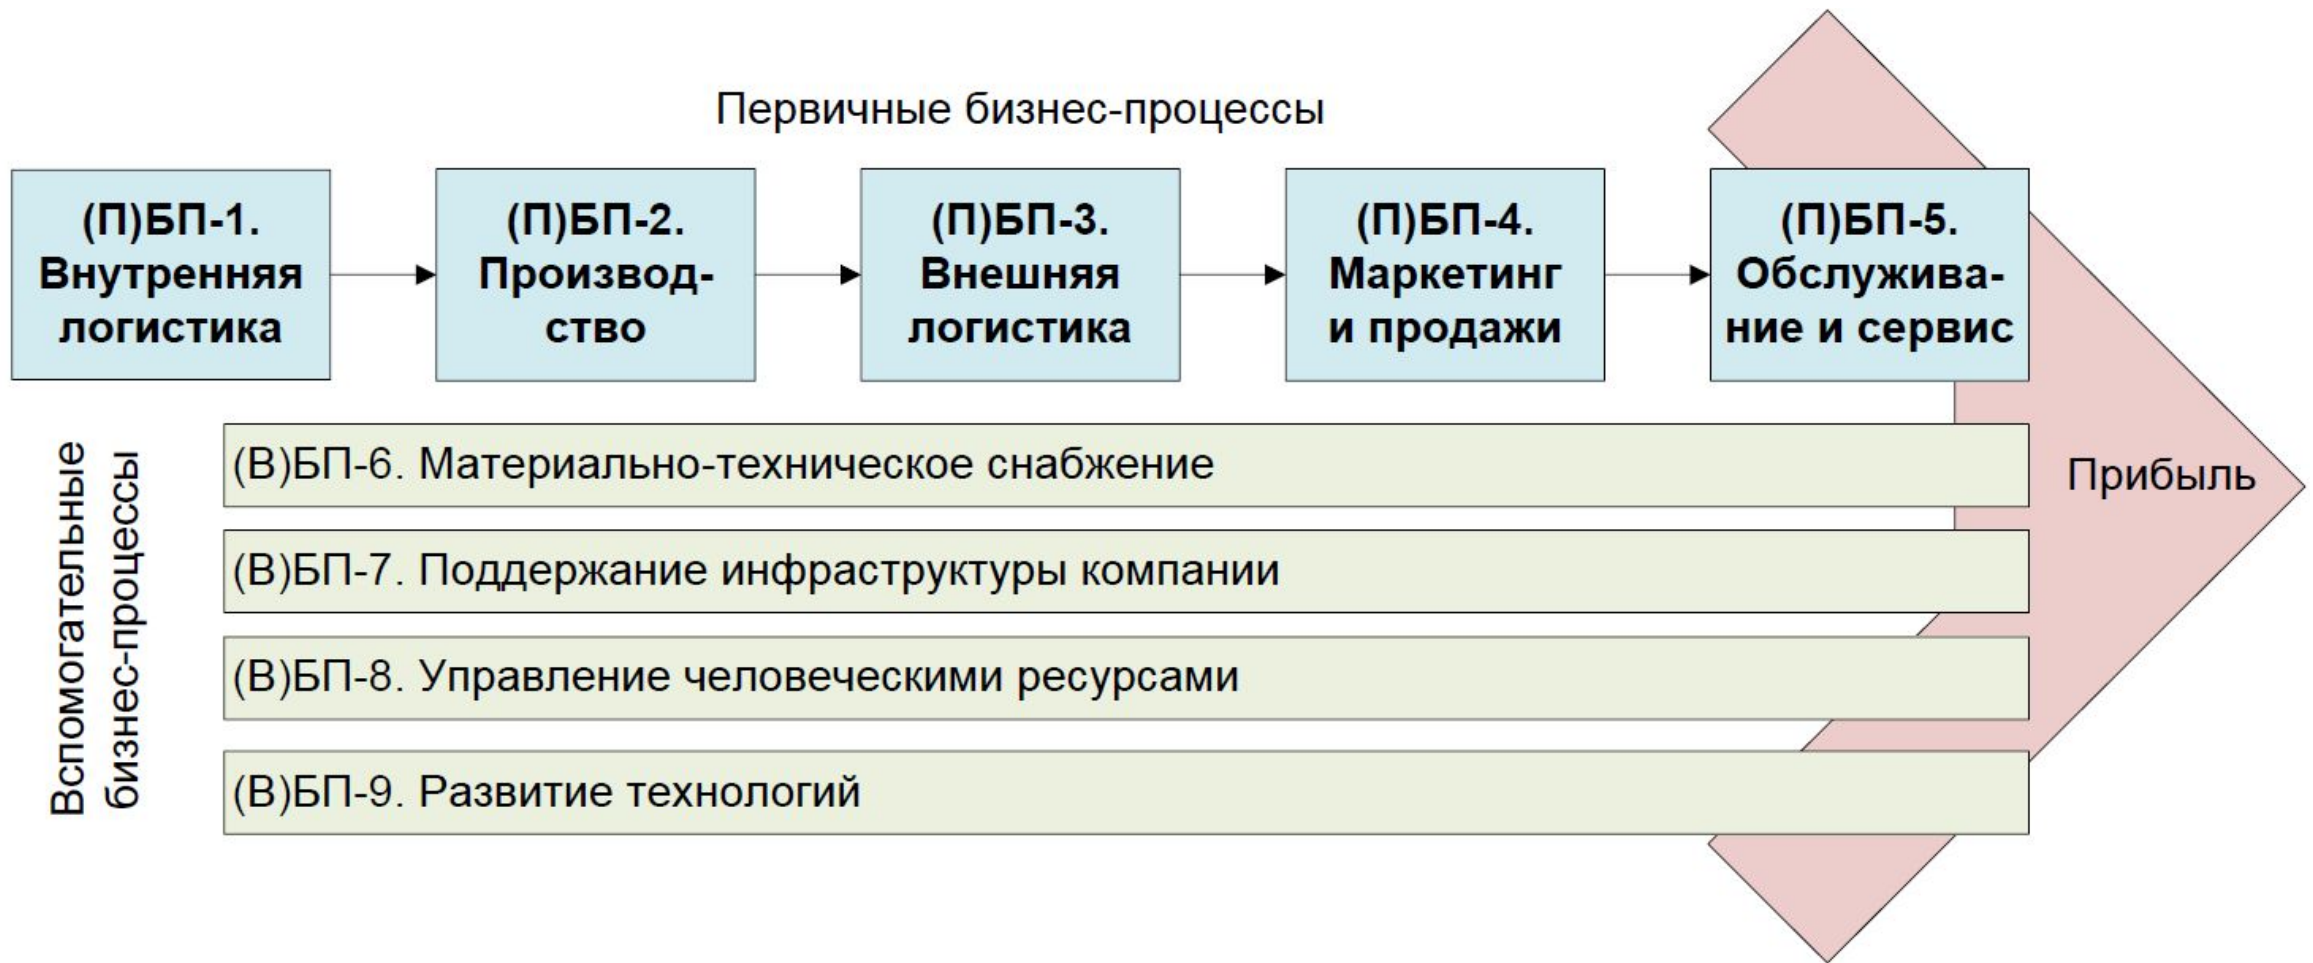 Первичные бизнес-процессы
(П)БП-1.
Внутренняя
логистика
(П)БП-2.
Производ-
ство
(П)БП-3.
Внешняя
логистика
(П)БП-4.
Маркетинг
и продажи
(П)БП-5.
Обслужива-
ние и сервис
Вспомогательные
бизнес-процессы
(В)БП-6. Материально-техническое снабжение
(В)БП-7. Поддержание инфраструктуры компании
(В)БП-8. Управление человеческими ресурсами
(В)БП-9. Развитие технологий
Прибыль